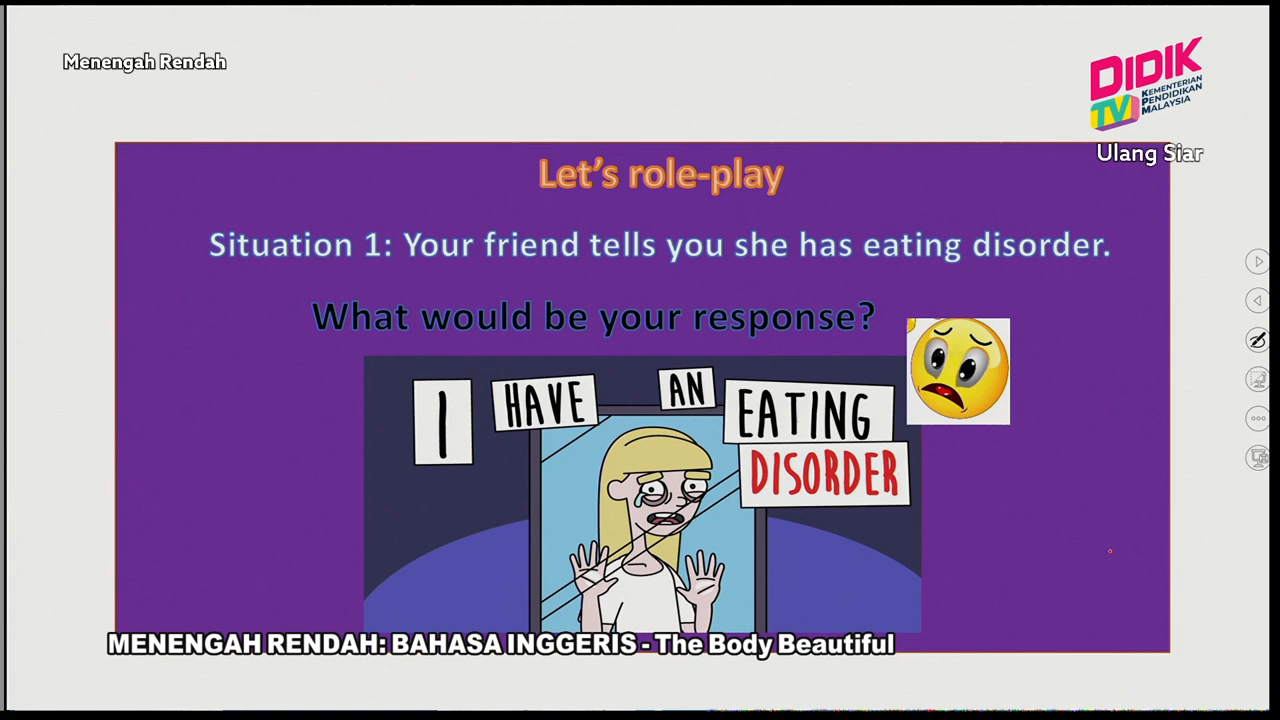 Menengah Rendah
DIDIK
TV
KEMENTERIAN
PENDIDIKAN
MALAYSIA
Ulang Siar
Let's role-play
Situation 1: Your friend tells you she has eating disorder.
What would be your response?
I HAVE AN EATING
DISORDER
MENENGAH RENDAH: BAHASA INGGERIS - The Body Beautiful